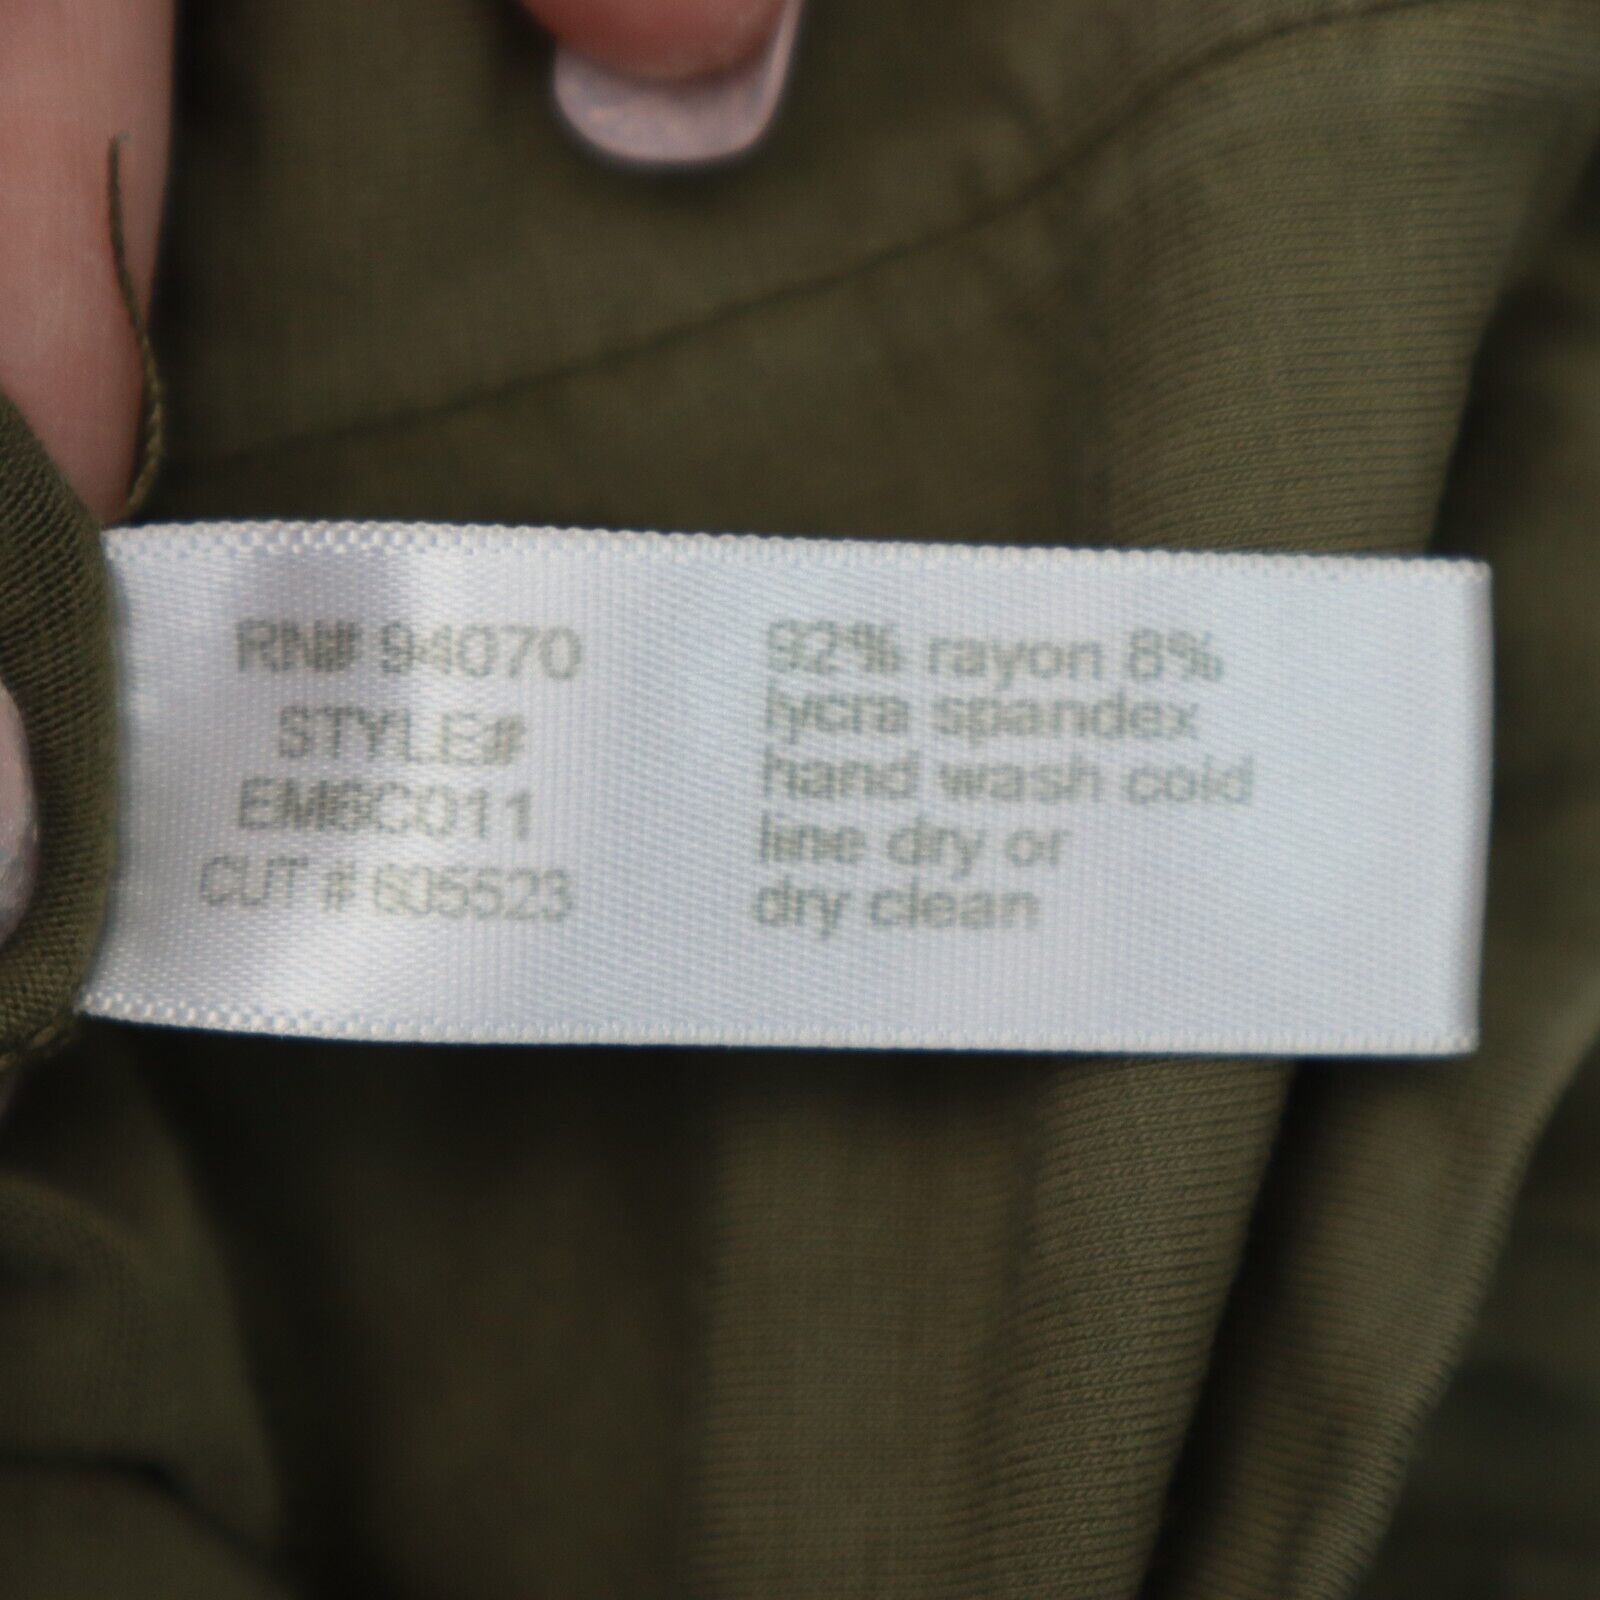 RN# 94070
STYLE#
EM6C011
CUT # 605523
92% rayon 8%
lycra spandex
hand wash cold
line dry or
dry clean